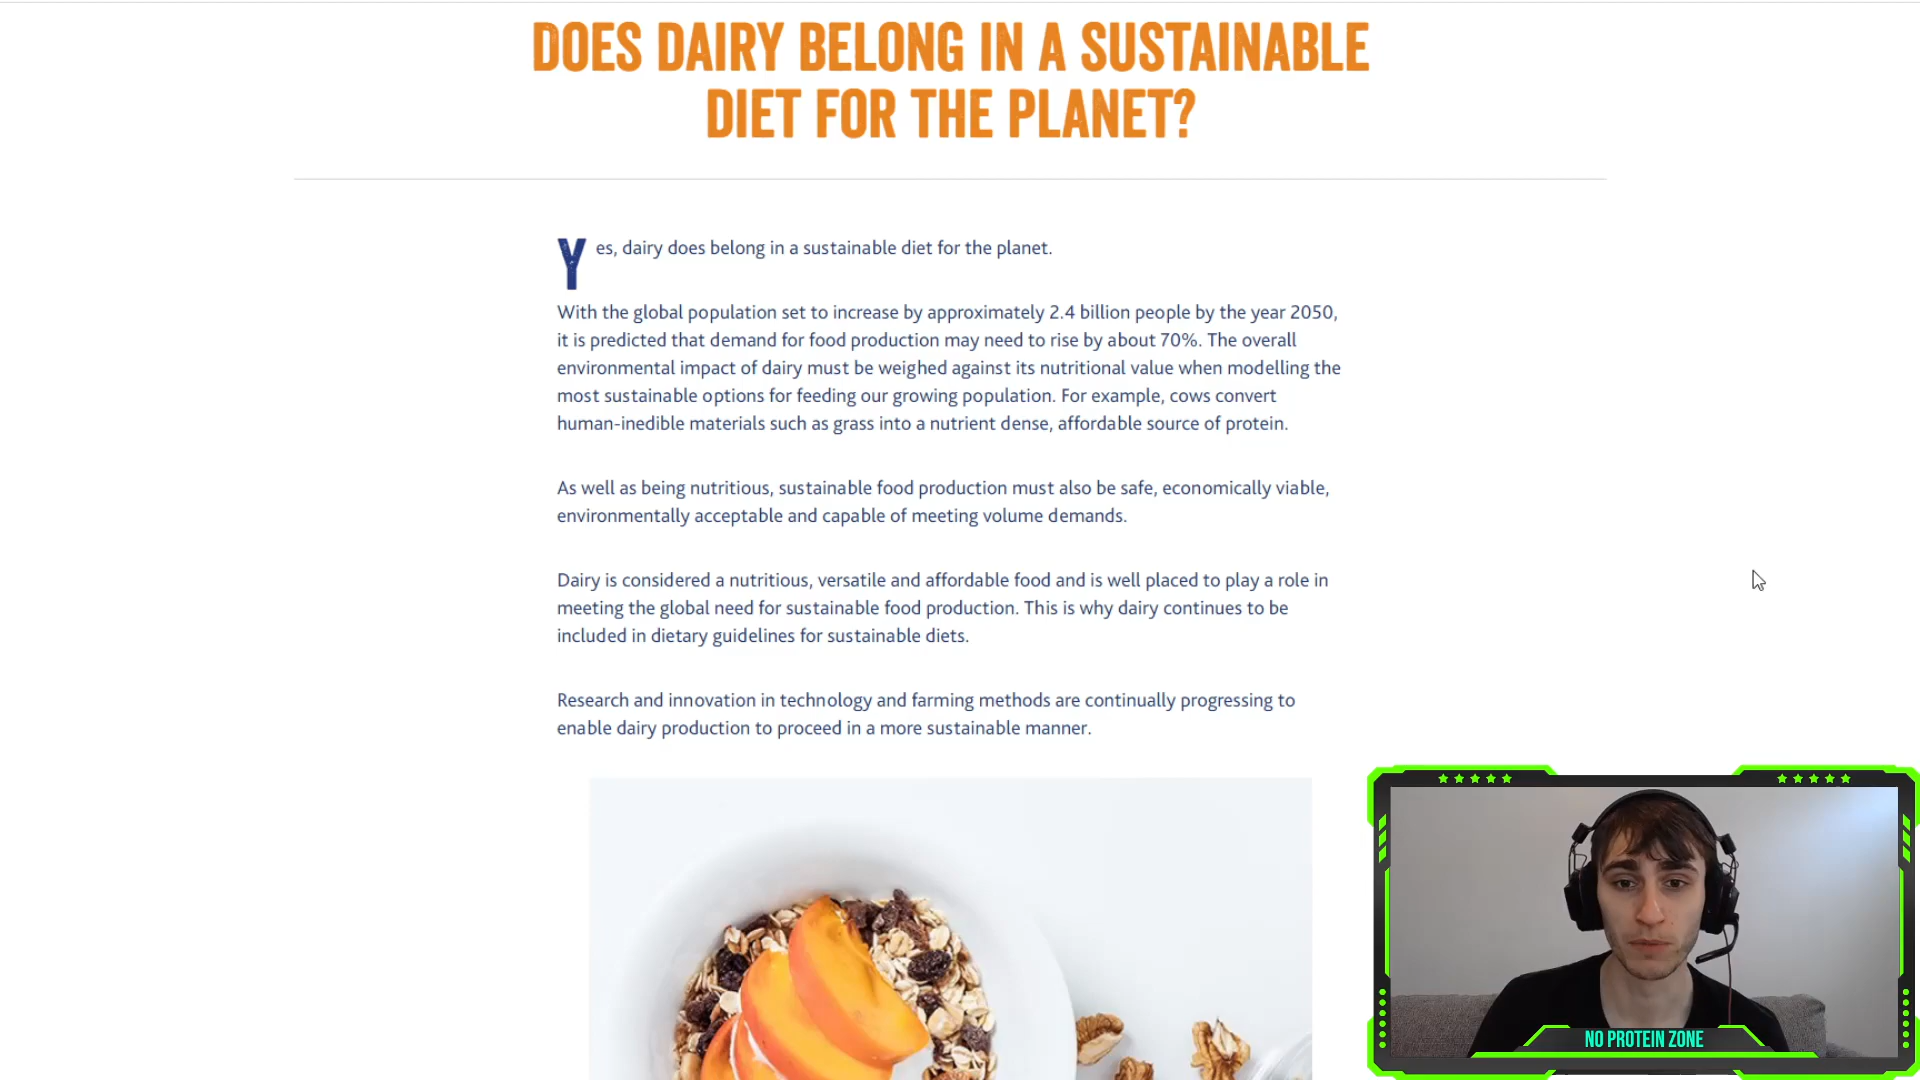 DOES DAIRY BELONG IN A SUSTAINABLE
DIET FOR THE PLANET?
Yes, dairy does belong in a sustainable diet for the planet.
With the global population set to increase by approximately 2.4 billion people by the year 2050,
it is predicted that demand for food production may need to rise by about 70%. The overall
environmental impact of dairy must be weighed against its nutritional value when modelling the
most sustainable options for feeding our growing population. For example, cows convert
human-inedible materials such as grass into a nutrient dense, affordable source of protein.
As well as being nutritious, sustainable food production must also be safe, economically viable,
environmentally acceptable and capable of meeting volume demands.
Dairy is considered a nutritious, versatile and affordable food and is well placed to play a role in
meeting the global need for sustainable food production. This is why dairy continues to be
included in dietary guidelines for sustainable diets.
Research and innovation in technology and farming methods are continually progressing to
enable dairy production to proceed in a more sustainable manner.
NO PROTEIN ZONE